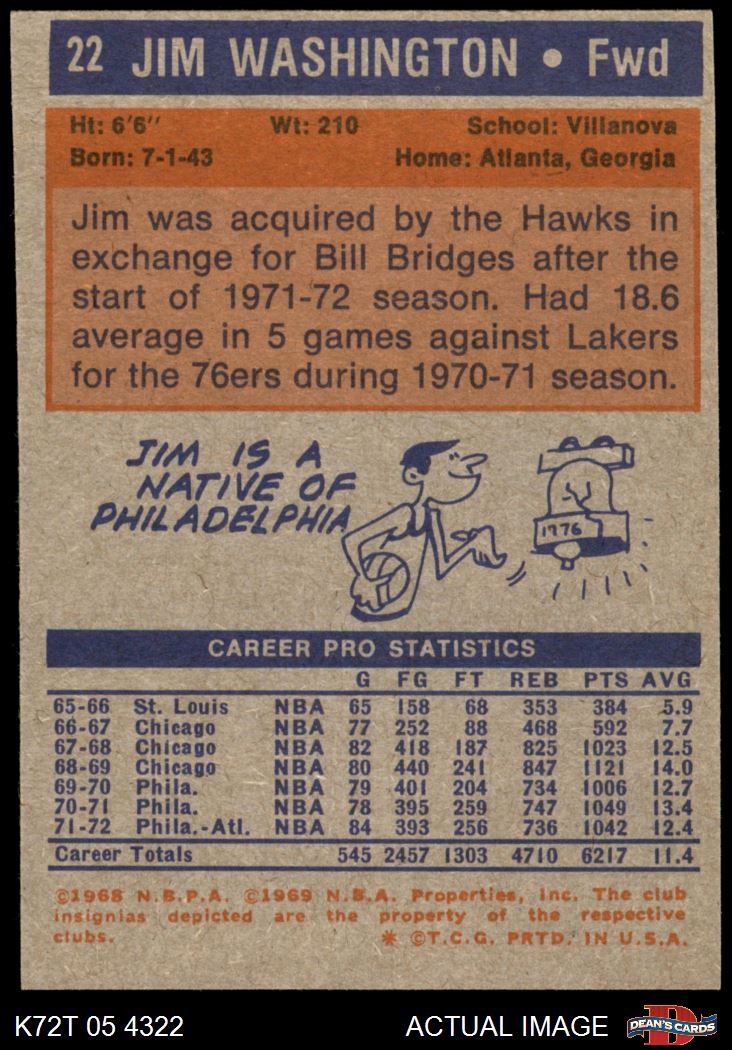 22 JIM WASHINGTON • Fwd
Ht: 6'6" Wt: 210 School: Villanova
Born: 7-1-43 Home: Atlanta, Georgia
Jim was acquired by the Hawks in
exchange for Bill Bridges after the
start of 1971-72 season. Had 18.6
average in 5 games against Lakers
for the 76ers during 1970-71 season.
JIM IS A
NATIVE OF
PHILADELPHIA
1776
CAREER PRO STATISTICS
G FG FT REB PTS AVG
65-66 St. Louis NBA 65 158 68 353 384 5.9
66-67 Chicago NBA 77 252 88 468 592 7.7
67-68 Chicago NBA 82 418 187 825 1023 12.5
68-69 Chicago NBA 80 440 241 847 1121 14.0
69-70 Phila. NBA 79 401 204 734 1006 12.7
70-71 Phila. NBA 78 395 259 747 1049 13.4
71-72 Phila.-Atl. NBA 84 393 256 736 1042 12.4
Career Totals 545 2457 1303 4710 6217 11.4
©1968 N.B.P.A. ©1969 N.B.A. Properties, Inc. The club
insignias depicted are the property of the respective
clubs. * ©T.C.G. PRTD. IN U.S.A.
K72T 05 4322 ACTUAL IMAGE DEAN'S CARDS